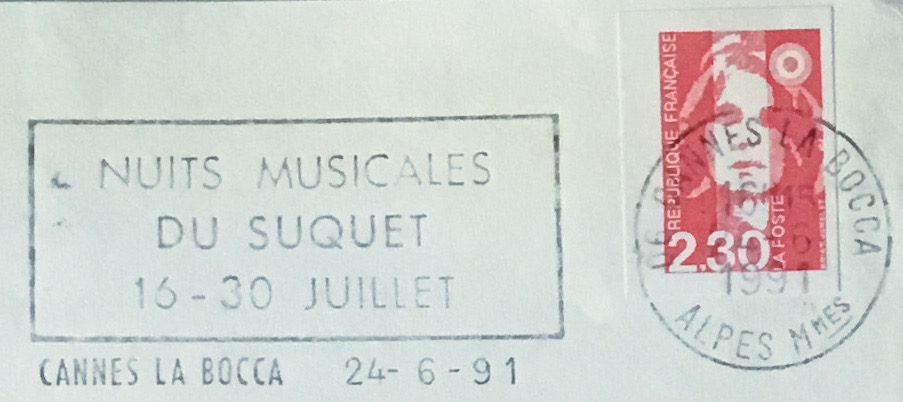 NUITS MUSICALES
DU SUQUET
16-30 JUILLET
CANNES LA BOCCA 24-6-91
REPUBLIQUE FRANÇAISE
2,30
LA POSTE
06 CANNES LA BOCCA
1991
ALPES MMES